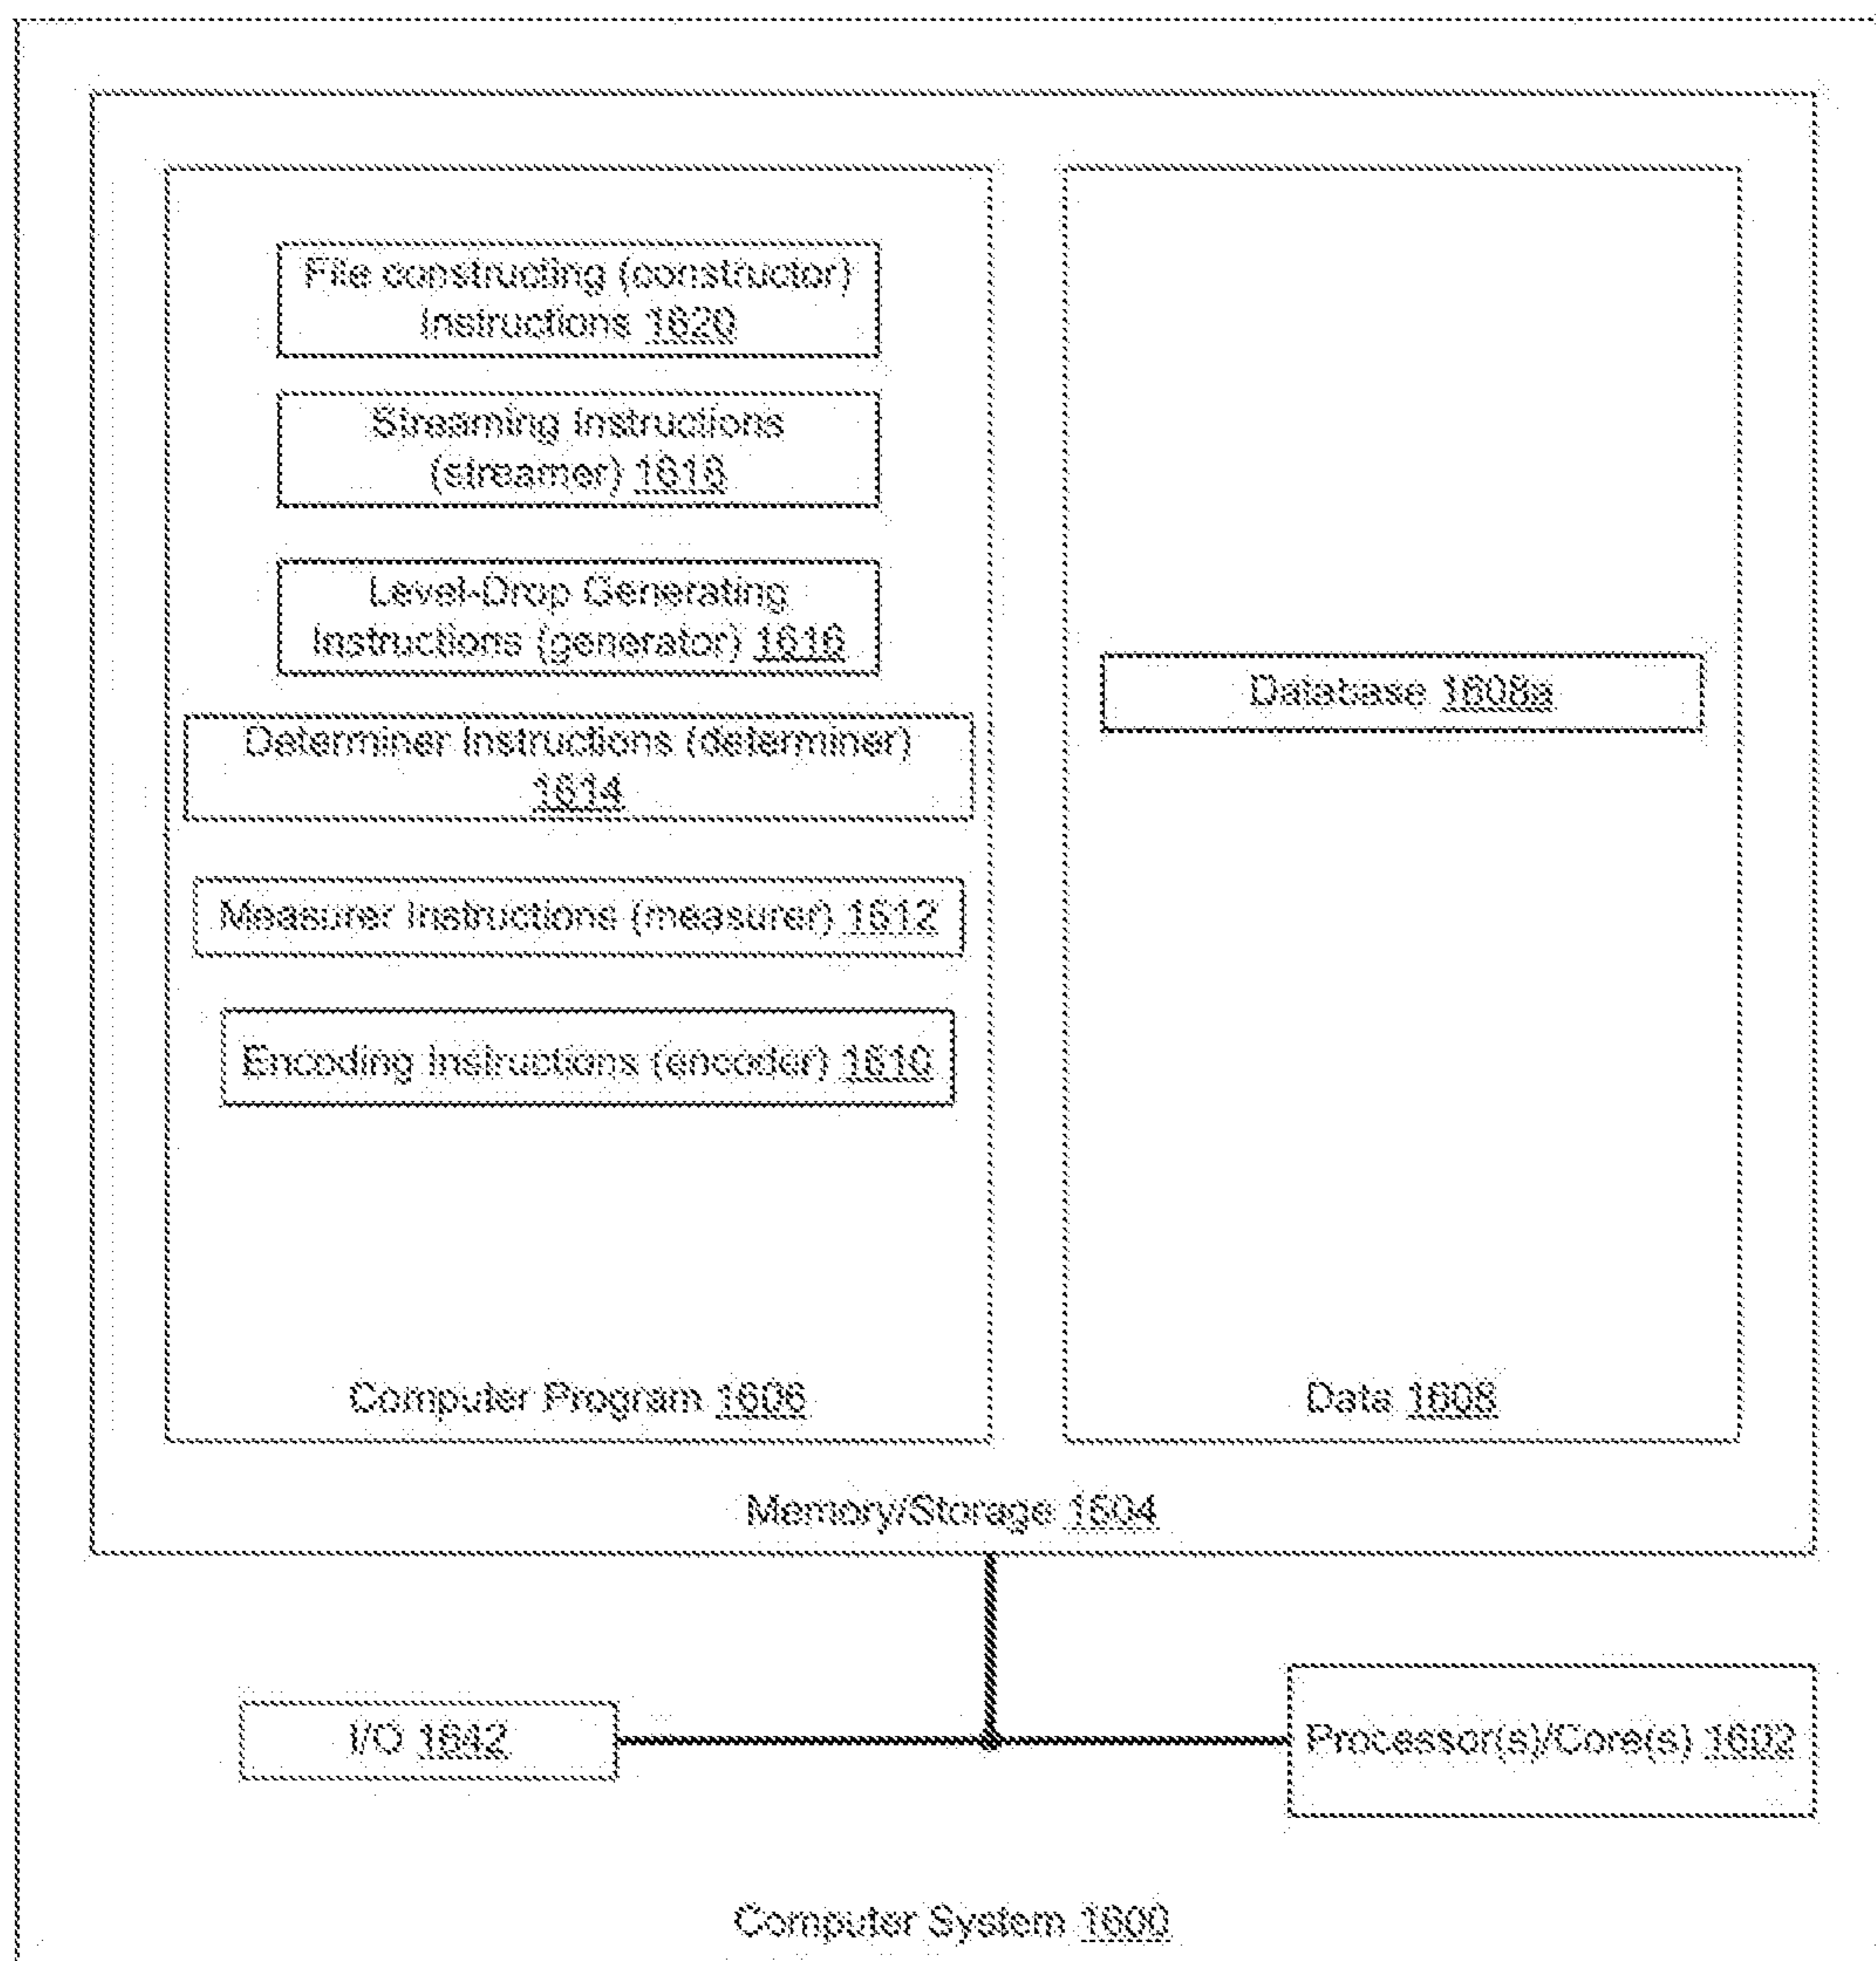 File constructing (constructor)
Instructions 1620
Streaming Instructions
(streamer) 1618
Level-Drop Generating
Instructions (generator) 1616
Determiner Instructions (determiner)
1614
Measurer Instructions (measurer) 1612
Encoding Instructions (encoder) 1610
Computer Program 1606
Database 1608a
Data 1608
Memory/Storage 1604
I/O 1642
Processor(s)/Core(s) 1602
Computer System 1600